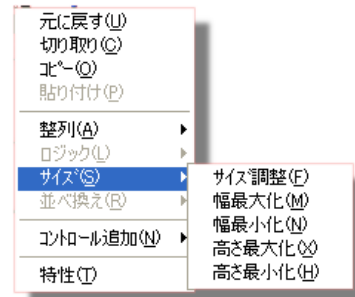 元に戻す(U)
切り取り(C)
ｺﾋﾟｰ(O)
貼り付け(P)
整列(A)
ロジック(L)
ｻｲｽﾞ(S)
並べ換え(R)
ｺﾝﾄﾛｰﾙ追加(N)
特性(T)
ｻｲｽﾞ調整(F)
幅最大化(M)
幅最小化(N)
高さ最大化(X)
高さ最小化(H)